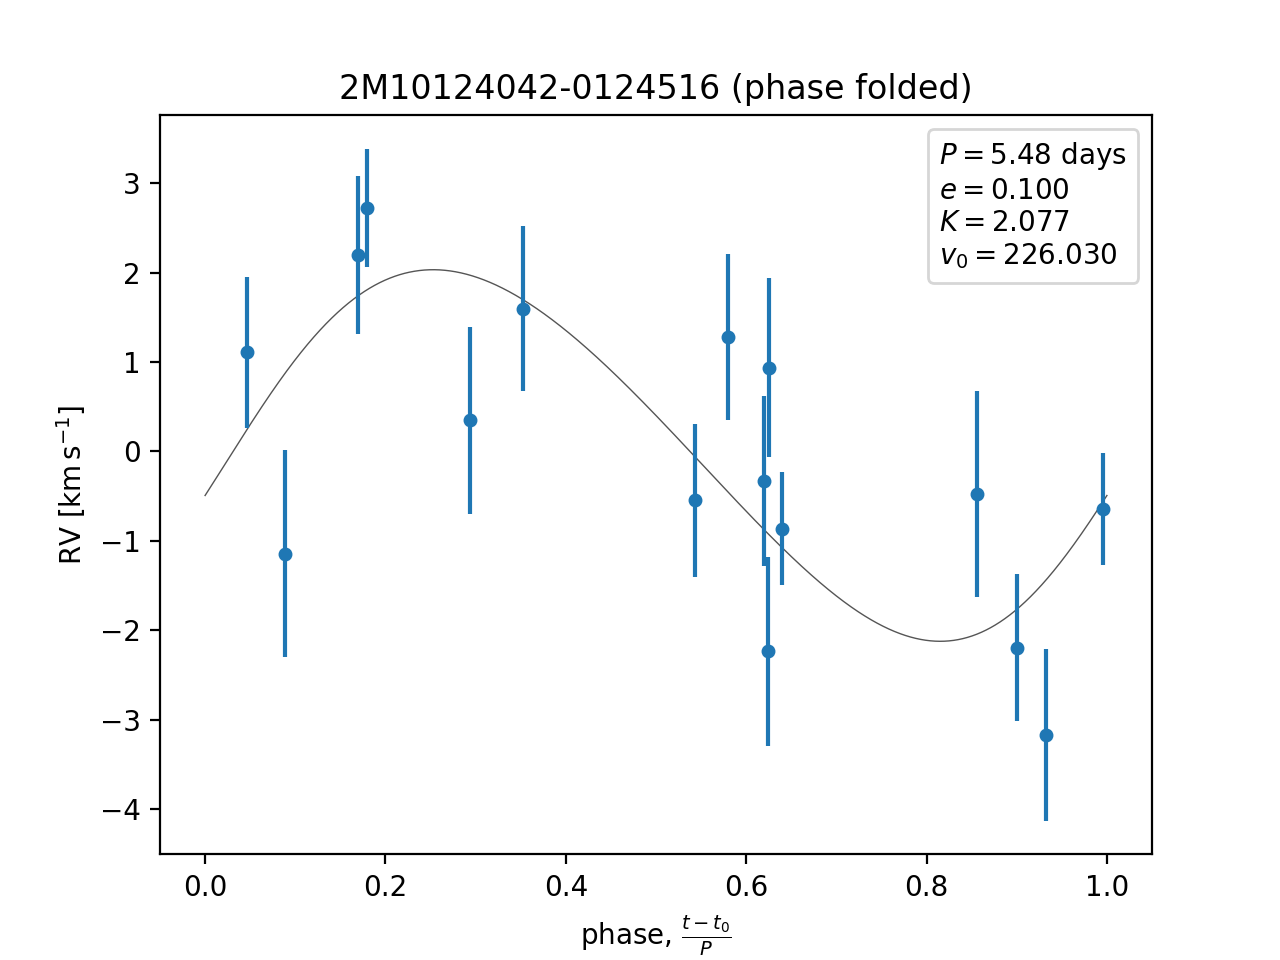 2M10124042-0124516 (phase folded)
P = 5.48 days
e = 0.100
K = 2.077
v₀ = 226.030
RV [km s⁻¹]
3
2
1
0
−1
−2
−3
−4
0.0 0.2 0.4 0.6 0.8 1.0
phase, (t − t₀)/P